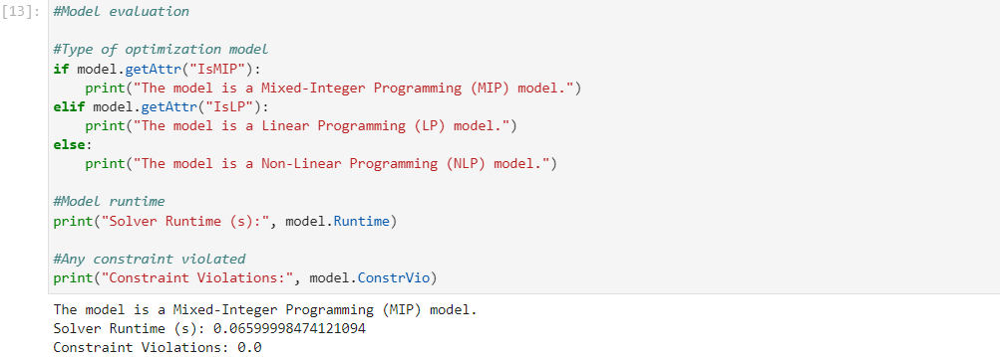 [13]: #Model evaluation
#Type of optimization model
if model.getAttr("IsMIP"):
    print("The model is a Mixed-Integer Programming (MIP) model.")
elif model.getAttr("IsLP"):
    print("The model is a Linear Programming (LP) model.")
else:
    print("The model is a Non-Linear Programming (NLP) model.")
#Model runtime
print("Solver Runtime (s):", model.Runtime)
#Any constraint violated
print("Constraint Violations:", model.ConstrVio)
The model is a Mixed-Integer Programming (MIP) model.
Solver Runtime (s): 0.06599998474121094
Constraint Violations: 0.0